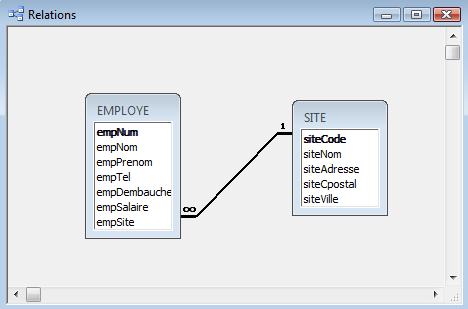 Relations
EMPLOYE
empNum
empNom
empPrenom
empTel
empDembauche
empSalaire
empSite
∞
1
SITE
siteCode
siteNom
siteAdresse
siteCpostal
siteVille